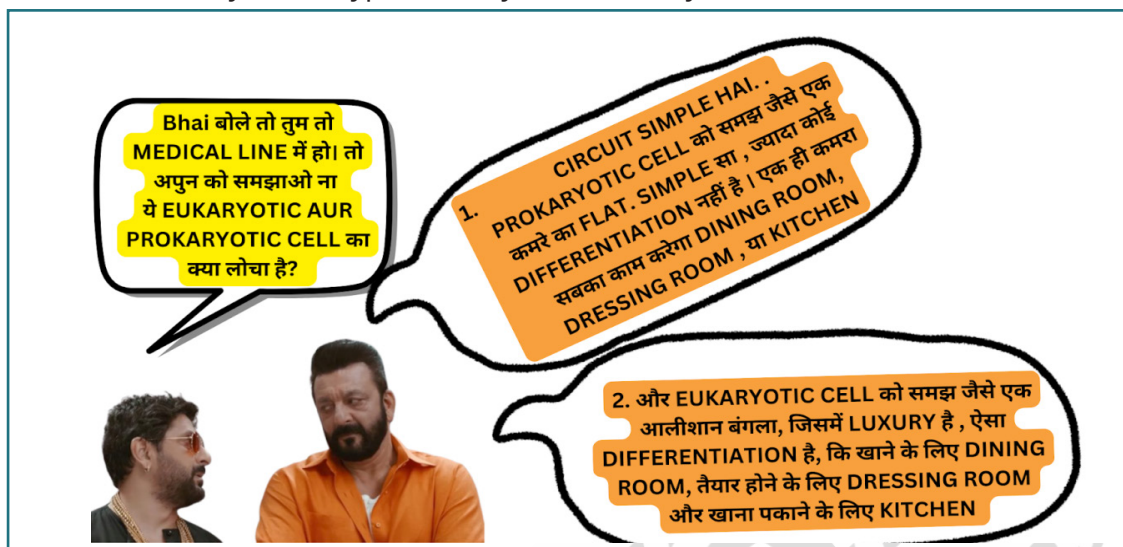 Bhai बोले तो तुम तो
MEDICAL LINE में हो। तो
अपुन को समझाओ ना
ये EUKARYOTIC AUR
PROKARYOTIC CELL का
क्या लोचा है?
1. CIRCUIT SIMPLE HAI. .
PROKARYOTIC CELL को समझ जैसे एक
कमरे का FLAT. SIMPLE सा , ज्यादा कोई
DIFFERENTIATION नहीं है । एक ही कमरा
सबका काम करेगा DINING ROOM,
DRESSING ROOM , या KITCHEN
2. और EUKARYOTIC CELL को समझ जैसे एक
आलीशान बंगला, जिसमें LUXURY है , ऐसा
DIFFERENTIATION है, कि खाने के लिए DINING
ROOM, तैयार होने के लिए DRESSING ROOM
और खाना पकाने के लिए KITCHEN